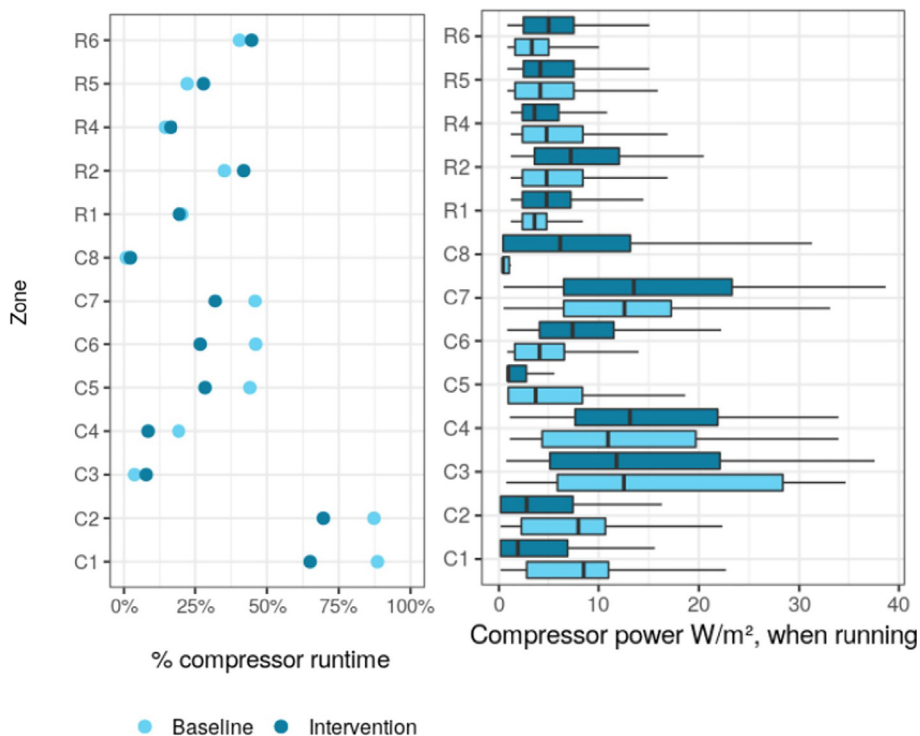 R6
R5
R4
R2
R1
C8
C7
C6
C5
C4
C3
C2
C1
Zone
0% 25% 50% 75% 100%
% compressor runtime
R6
R5
R4
R2
R1
C8
C7
C6
C5
C4
C3
C2
C1
0 10 20 30 40
Compressor power W/m², when running
Baseline Intervention